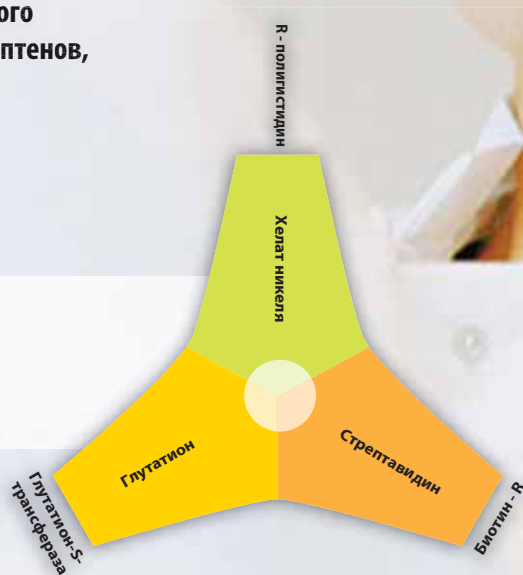 ого
птенов,
R - полигистидин
Хелат никеля
Глутатион
Стрептавидин
Глутатион-S-
трансфераза
Биотин - R